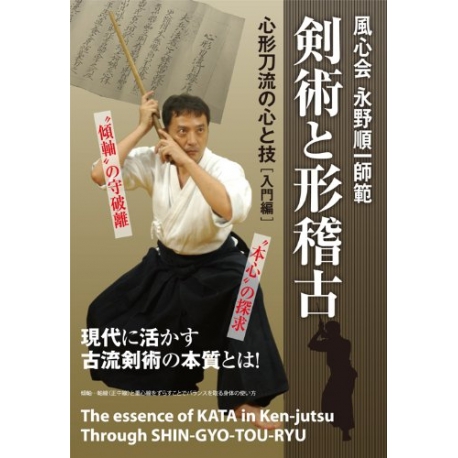 風心会 永野順一師範
剣術と形稽古
心形刀流の心と技［入門編］
“傾軸”の守破離
“本心”の探求
現代に活かす
古流剣術の本質とは！
The essence of KATA in Ken-jutsu
Through SHIN-GYO-TOU-RYU